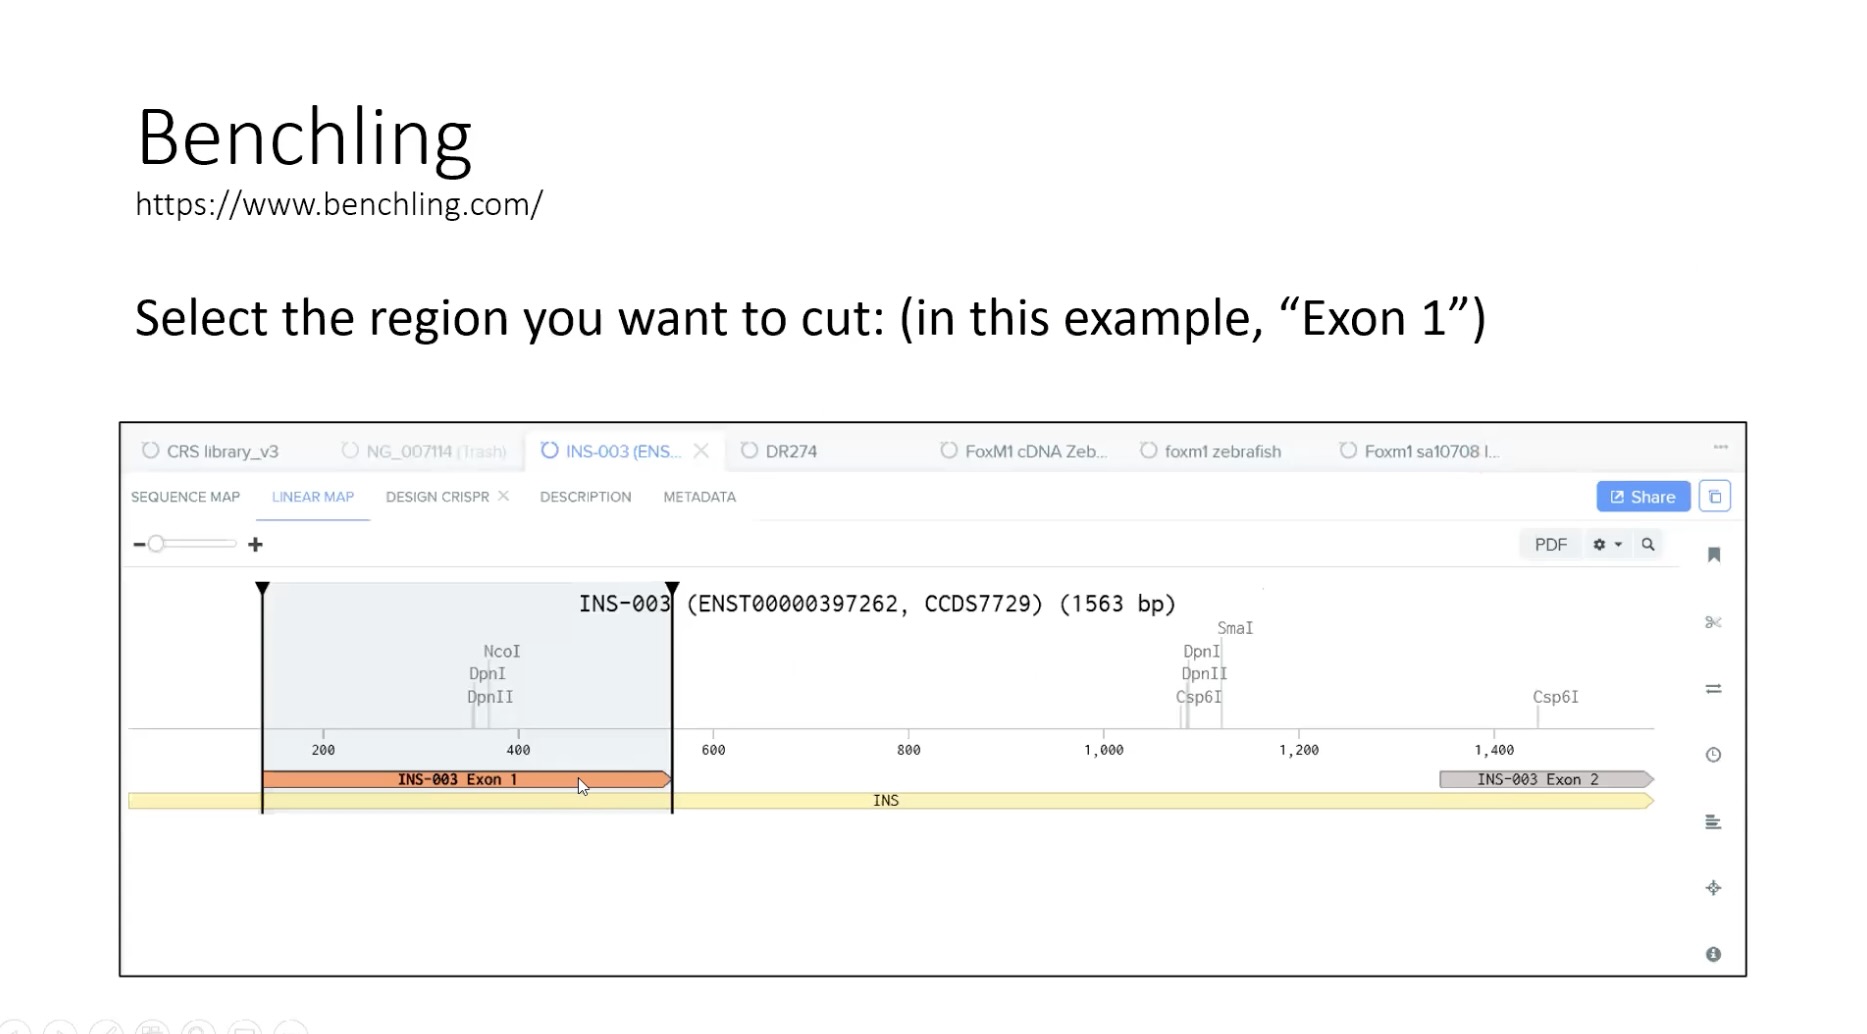 Benchling
https://www.benchling.com/
Select the region you want to cut: (in this example, “Exon 1”)
CRS library_v3 NG_007114 (Trash) INS-003 (ENS... DR274 FoxM1 cDNA Zeb... foxm1 zebrafish Foxm1 sa10708 I...
SEQUENCE MAP LINEAR MAP DESIGN CRISPR DESCRIPTION METADATA Share
PDF
INS-003 (ENST00000397262, CCDS7729) (1563 bp)
SmaI
NcoI DpnI
DpnI DpnII
DpnII Csp6I Csp6I
200 400 600 800 1,000 1,200 1,400
INS-003 Exon 1 INS-003 Exon 2
INS